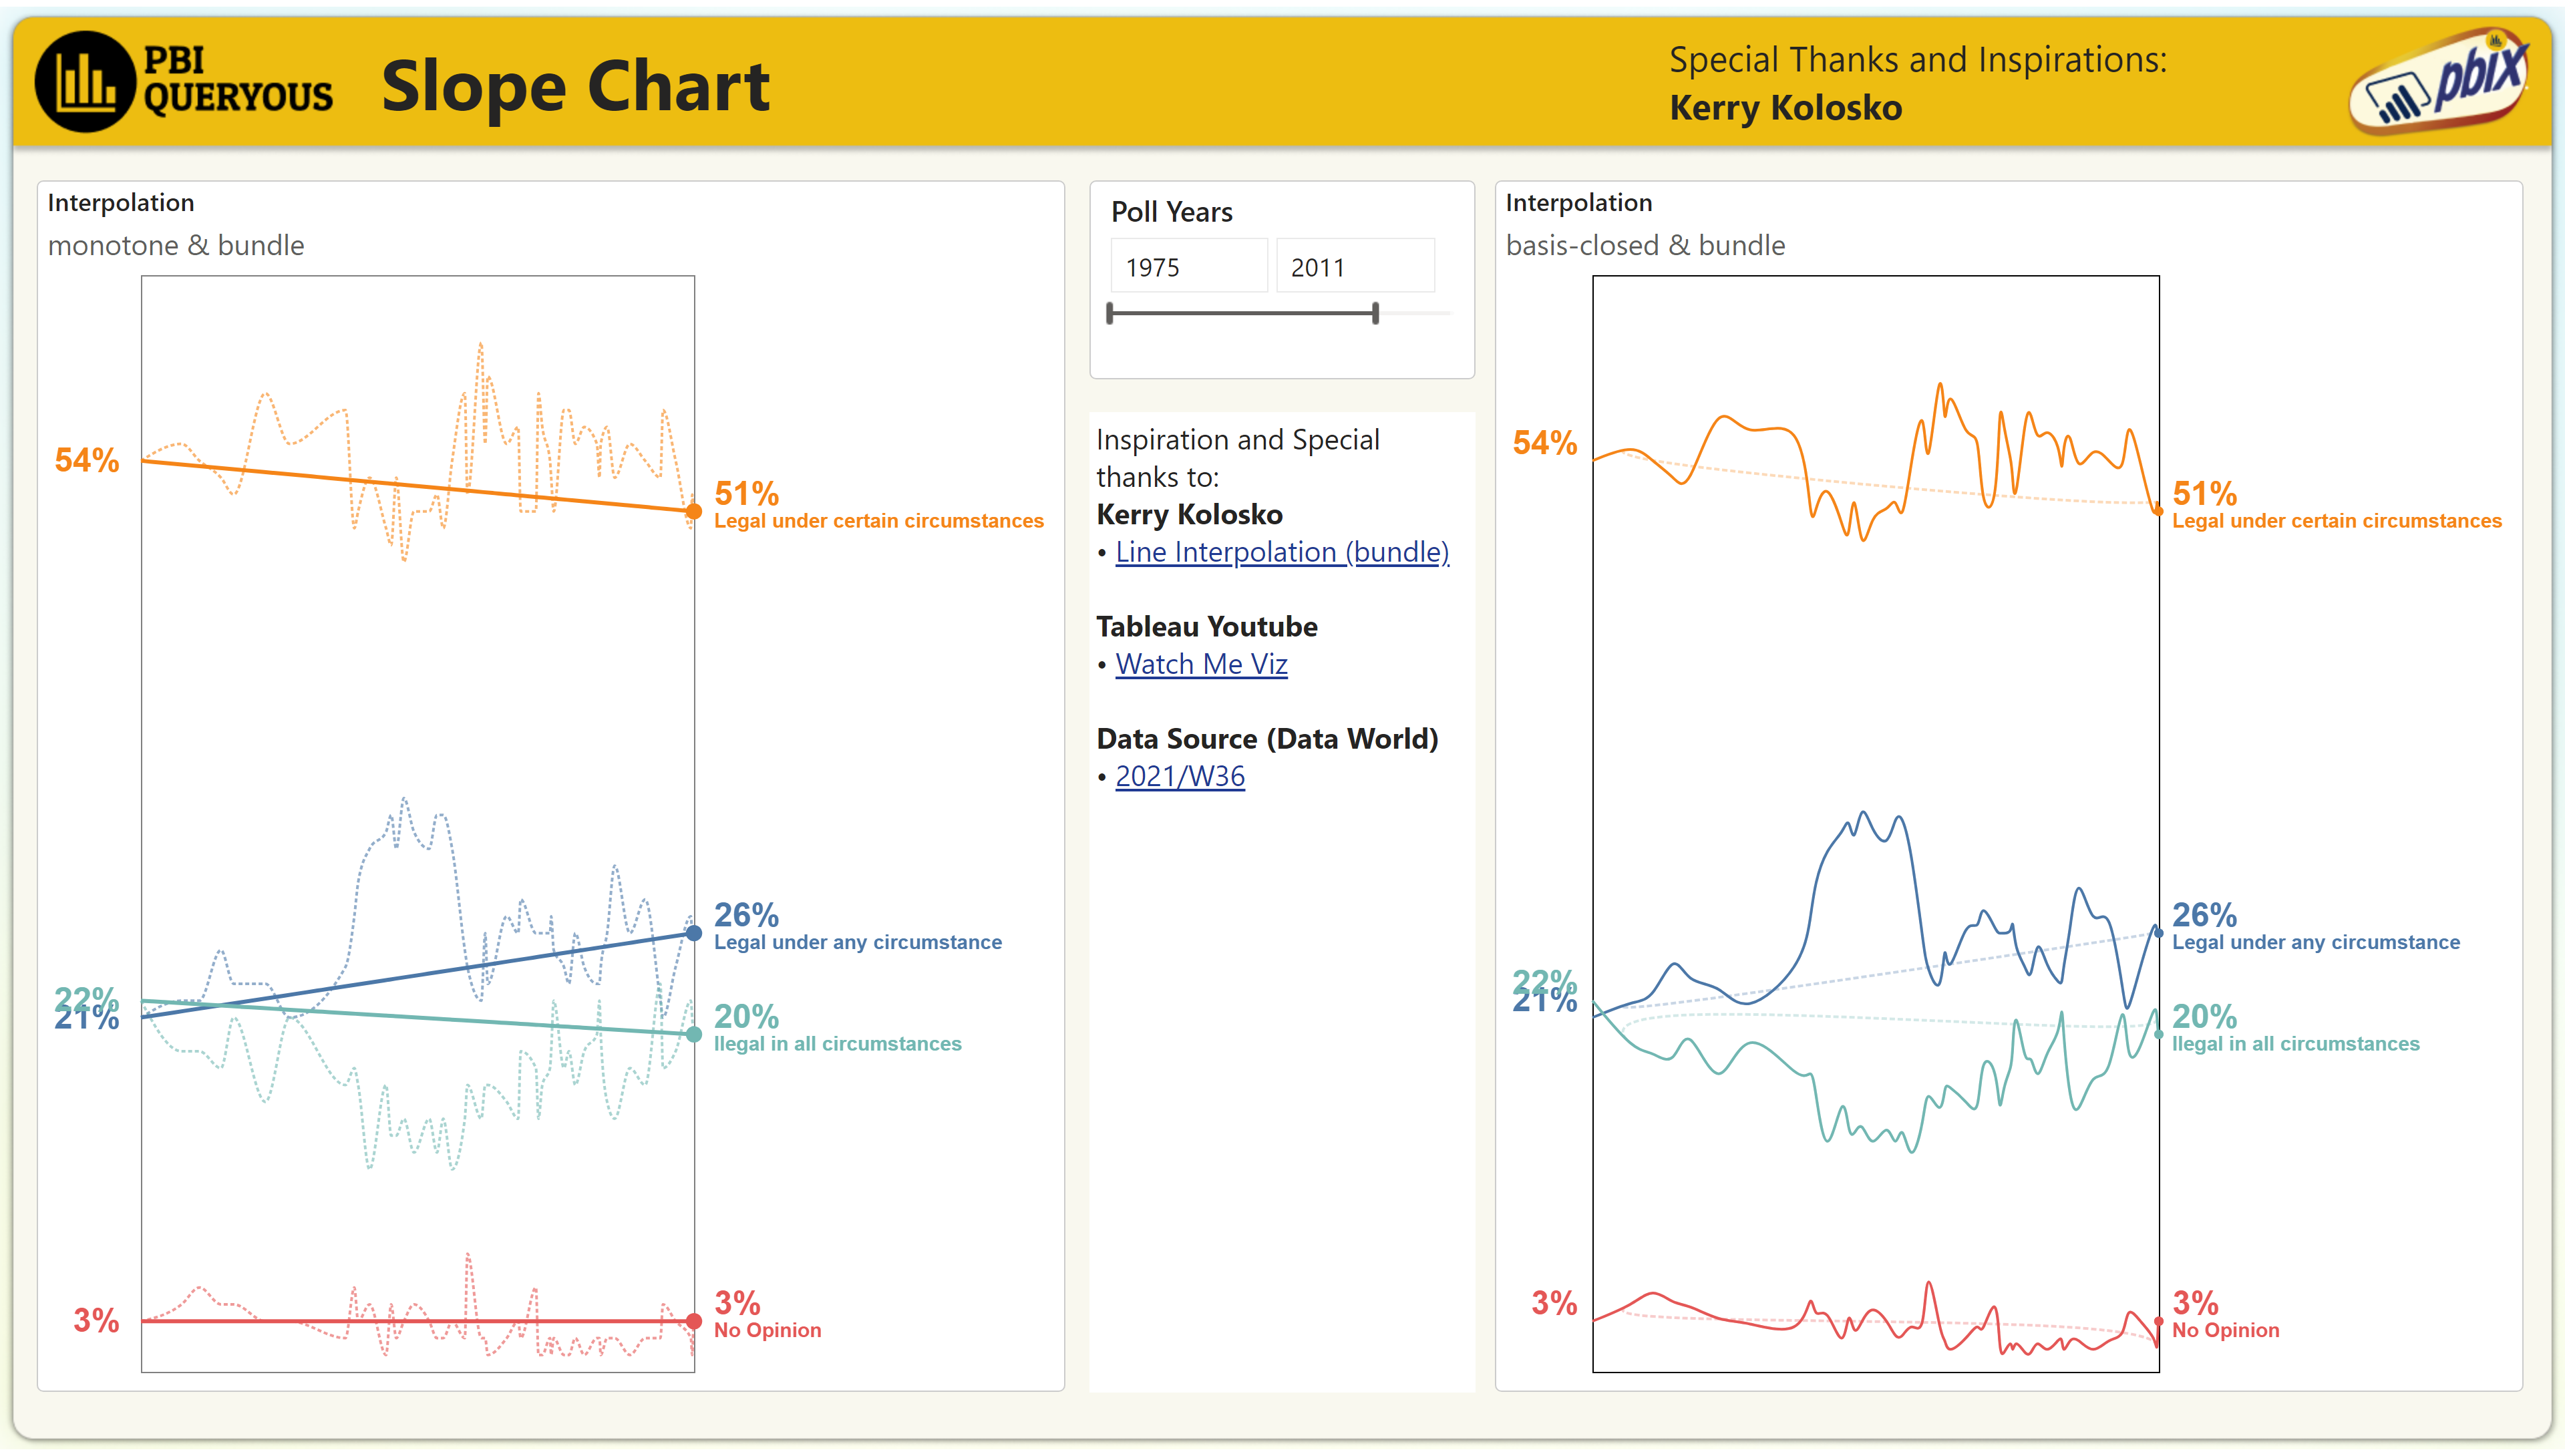 PBI
QUERYOUS
Slope Chart
Special Thanks and Inspirations:
Kerry Kolosko
pbix
Interpolation
monotone & bundle
54%
51%
Legal under certain circumstances
26%
Legal under any circumstance
22%
21%
20%
llegal in all circumstances
3%
3%
No Opinion
Poll Years
1975
2011
Inspiration and Special
thanks to:
Kerry Kolosko
• Line Interpolation (bundle)
Tableau Youtube
• Watch Me Viz
Data Source (Data World)
• 2021/W36
Interpolation
basis-closed & bundle
54%
51%
Legal under certain circumstances
26%
Legal under any circumstance
22%
21%
20%
llegal in all circumstances
3%
3%
No Opinion